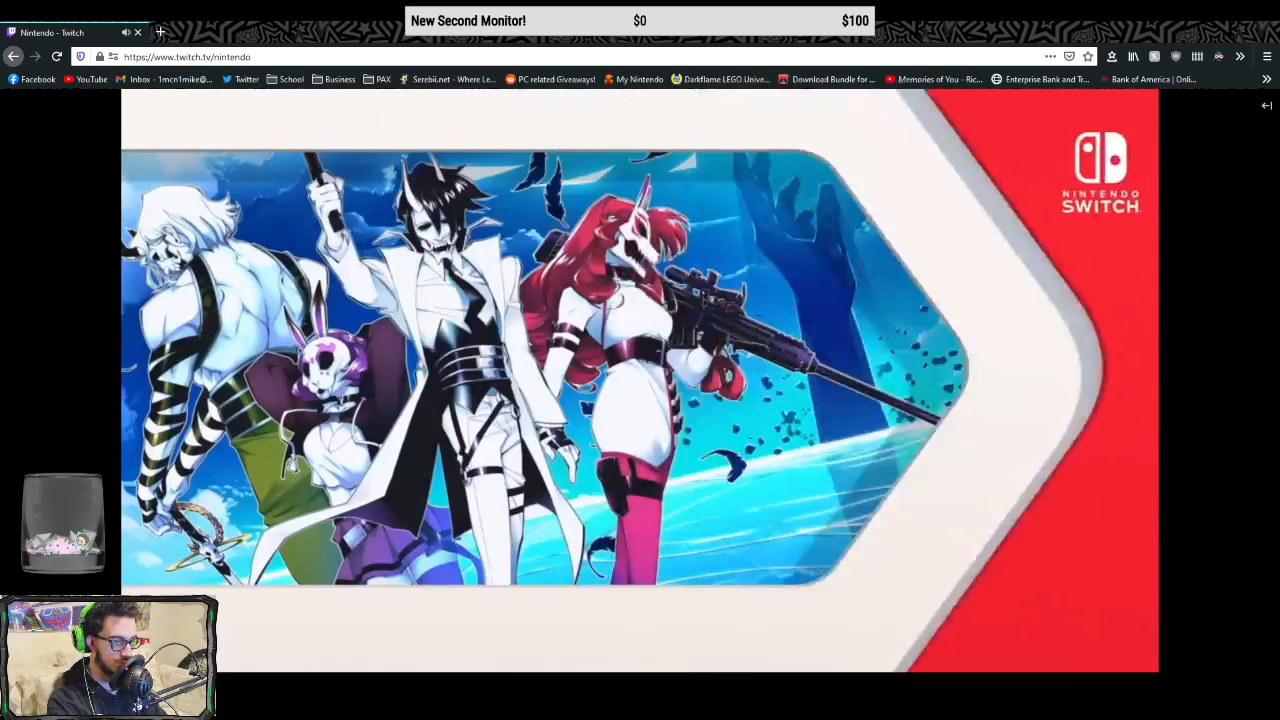 New Second Monitor! $0 $100
Nintendo - Twitch
https://www.twitch.tv/nintendo
Facebook YouTube Inbox - 1mcn1mike@... Twitter School Business PAX Serebii.net - Where Le... PC related Giveaways! My Nintendo Darkflame LEGO Unive... Download Bundle for ... Memories of You - Ric... Enterprise Bank and Tr... Bank of America | Onli...
NINTENDO
SWITCH